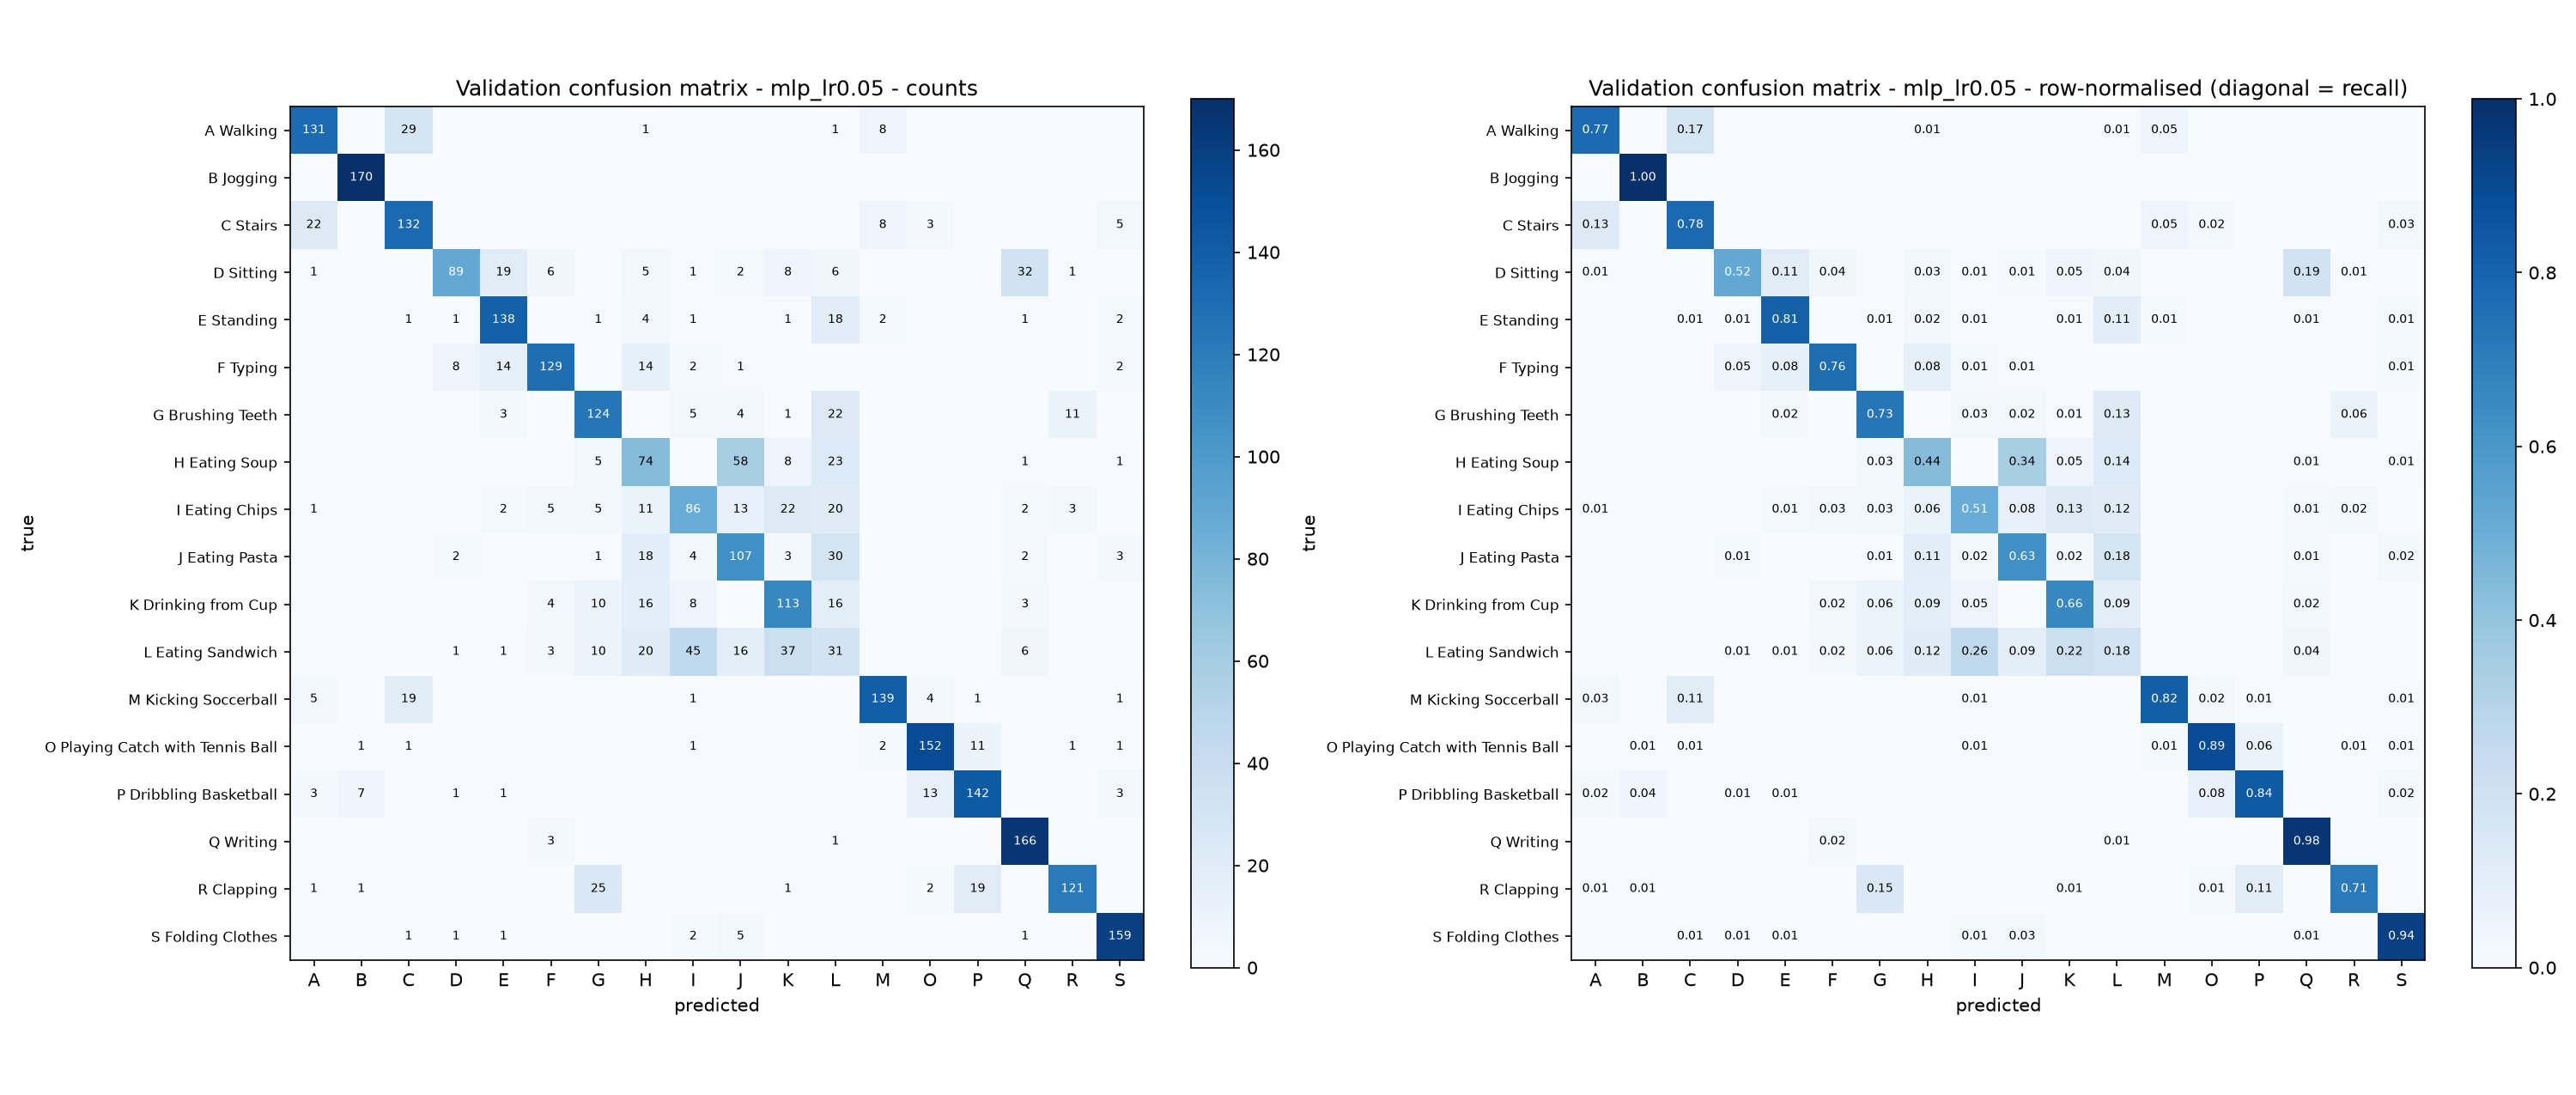 Validation confusion matrix - mlp_lr0.05 - counts
A Walking 131 29 1 1 8
B Jogging 170
C Stairs 22 132 8 3 5
D Sitting 1 89 19 6 5 1 2 8 6 32 1
E Standing 1 1 138 1 4 1 1 18 2 1 2
F Typing 8 14 129 14 2 1 2
G Brushing Teeth 3 124 5 4 1 22 11
H Eating Soup 5 74 58 8 23 1 1
I Eating Chips 1 2 5 5 11 86 13 22 20 2 3
J Eating Pasta 2 1 18 4 107 3 30 2 3
K Drinking from Cup 4 10 16 8 113 16 3
L Eating Sandwich 1 1 3 10 20 45 16 37 31 6
M Kicking Soccerball 5 19 1 139 4 1 1
O Playing Catch with Tennis Ball 1 1 1 2 152 11 1 1
P Dribbling Basketball 3 7 1 1 13 142 3
Q Writing 3 1 166
R Clapping 1 1 25 1 2 19 121
S Folding Clothes 1 1 1 2 5 1 159
A B C D E F G H I J K L M O P Q R S
predicted
true
160
140
120
100
80
60
40
20
0
Validation confusion matrix - mlp_lr0.05 - row-normalised (diagonal = recall)
A Walking 0.77 0.17 0.01 0.01 0.05
B Jogging 1.00
C Stairs 0.13 0.78 0.05 0.02 0.03
D Sitting 0.01 0.52 0.11 0.04 0.03 0.01 0.01 0.05 0.04 0.19 0.01
E Standing 0.01 0.01 0.81 0.01 0.02 0.01 0.01 0.11 0.01 0.01 0.01
F Typing 0.05 0.08 0.76 0.08 0.01 0.01 0.01
G Brushing Teeth 0.02 0.73 0.03 0.02 0.01 0.13 0.06
H Eating Soup 0.03 0.44 0.34 0.05 0.14 0.01 0.01
I Eating Chips 0.01 0.01 0.03 0.03 0.06 0.51 0.08 0.13 0.12 0.01 0.02
J Eating Pasta 0.01 0.01 0.11 0.02 0.63 0.02 0.18 0.01 0.02
K Drinking from Cup 0.02 0.06 0.09 0.05 0.66 0.09 0.02
L Eating Sandwich 0.01 0.01 0.02 0.06 0.12 0.26 0.09 0.22 0.18 0.04
M Kicking Soccerball 0.03 0.11 0.01 0.82 0.02 0.01 0.01
O Playing Catch with Tennis Ball 0.01 0.01 0.01 0.01 0.89 0.06 0.01 0.01
P Dribbling Basketball 0.02 0.04 0.01 0.01 0.08 0.84 0.02
Q Writing 0.02 0.01 0.98
R Clapping 0.01 0.01 0.15 0.01 0.01 0.11 0.71
S Folding Clothes 0.01 0.01 0.01 0.01 0.03 0.01 0.94
A B C D E F G H I J K L M O P Q R S
predicted
true
1.0
0.8
0.6
0.4
0.2
0.0